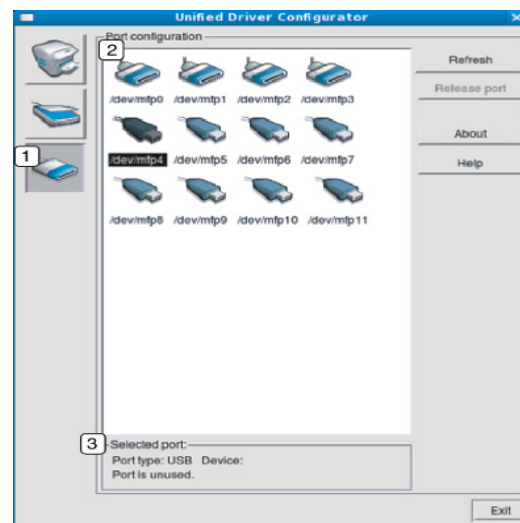 Unified Driver Configurator
Port configuration
2
/dev/mfp0 /dev/mfp1 /dev/mfp2 /dev/mfp3
/dev/mfp4 /dev/mfp5 /dev/mfp6 /dev/mfp7
/dev/mfp8 /dev/mfp9 /dev/mfp10 /dev/mfp11
Refresh
Release port
About
Help
1
3
Selected port:
Port type: USB Device:
Port is unused.
Exit